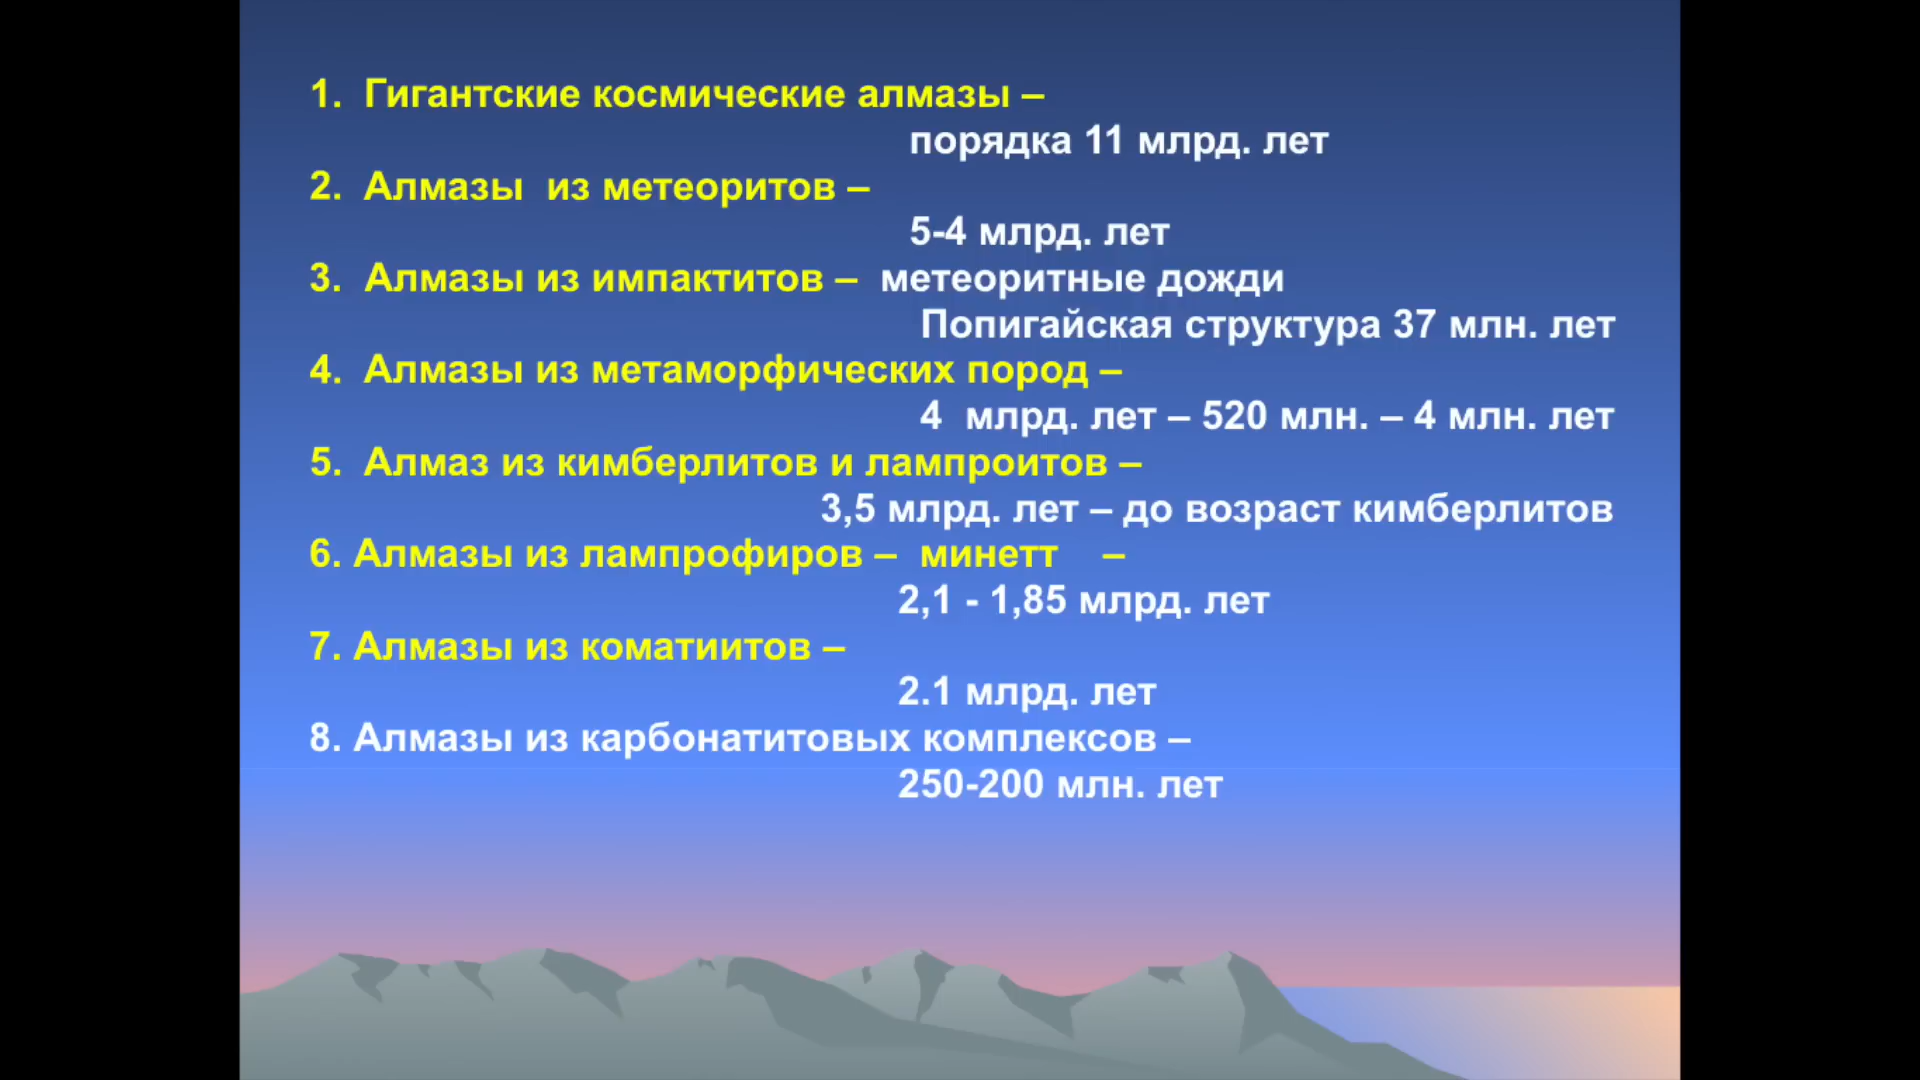 1. Гигантские космические алмазы –
порядка 11 млрд. лет
2. Алмазы из метеоритов –
5-4 млрд. лет
3. Алмазы из импактитов – метеоритные дожди
Попигайская структура 37 млн. лет
4. Алмазы из метаморфических пород –
4 млрд. лет – 520 млн. – 4 млн. лет
5. Алмаз из кимберлитов и лампроитов –
3,5 млрд. лет – до возраст кимберлитов
6. Алмазы из лампрофиров – минетт –
2,1 - 1,85 млрд. лет
7. Алмазы из коматиитов –
2.1 млрд. лет
8. Алмазы из карбонатитовых комплексов –
250-200 млн. лет